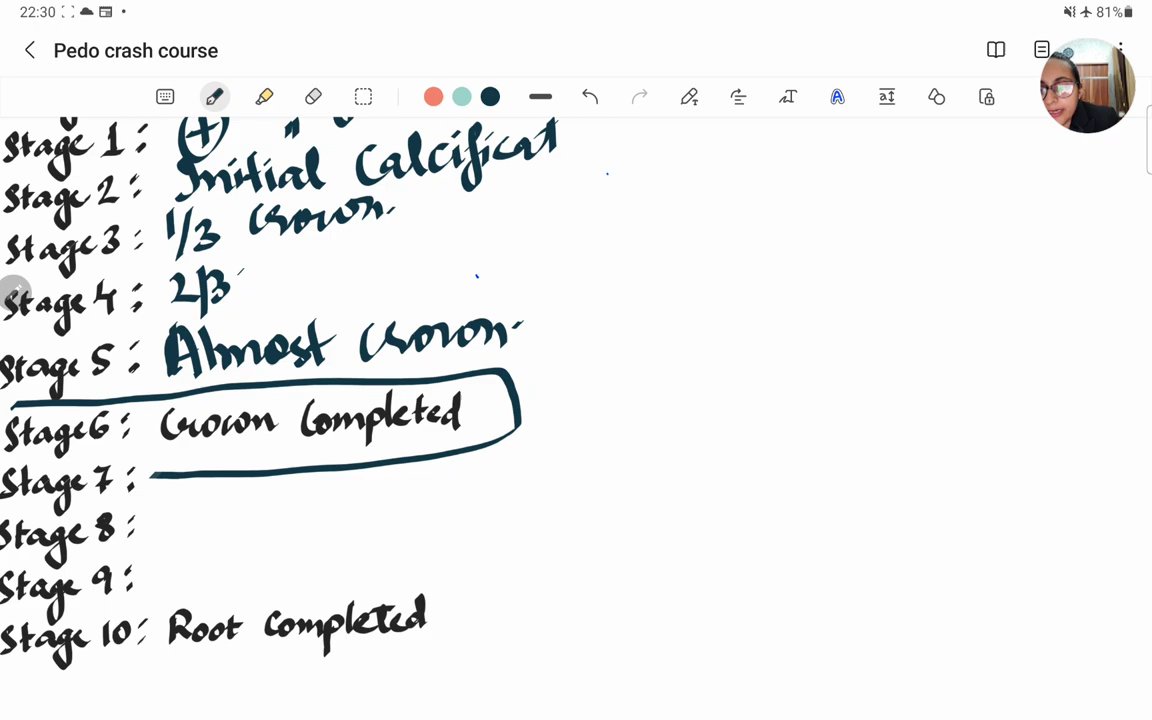 22:30
81%
Pedo crash course
Stage 1 : (+) " "
Stage 2 : Initial Calcificat
Stage 3 : 1/3 Crown.
Stage 4 : 2/3
Stage 5 : Almost Crown.
Stage 6 : Crown Completed
Stage 7 :
Stage 8 :
Stage 9 :
Stage 10 : Root Completed